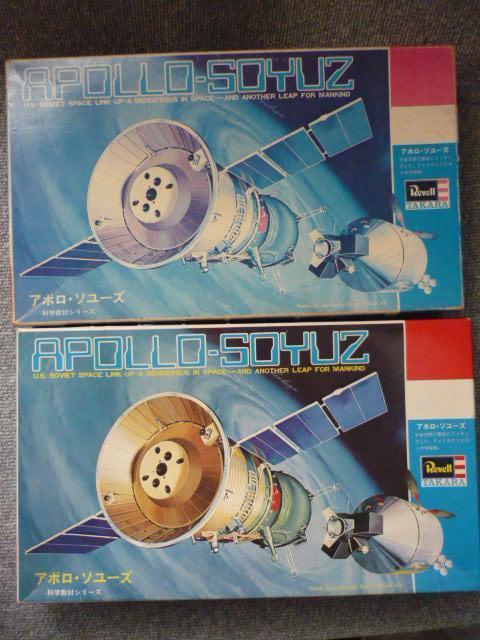 APOLLO-SOYUZ
U.S.-SOVIET SPACE LINK-UP-A RENDEVOUS IN SPACE--AND ANOTHER LEAP FOR MANKIND
アポロ・ソユーズ
Revell
TAKARA
アポロ・ソユーズ
科学教材シリーズ
APOLLO-SOYUZ
U.S.-SOVIET SPACE LINK-UP-A RENDEVOUS IN SPACE--AND ANOTHER LEAP FOR MANKIND
アポロ・ソユーズ
Revell
TAKARA
アポロ・ソユーズ
科学教材シリーズ